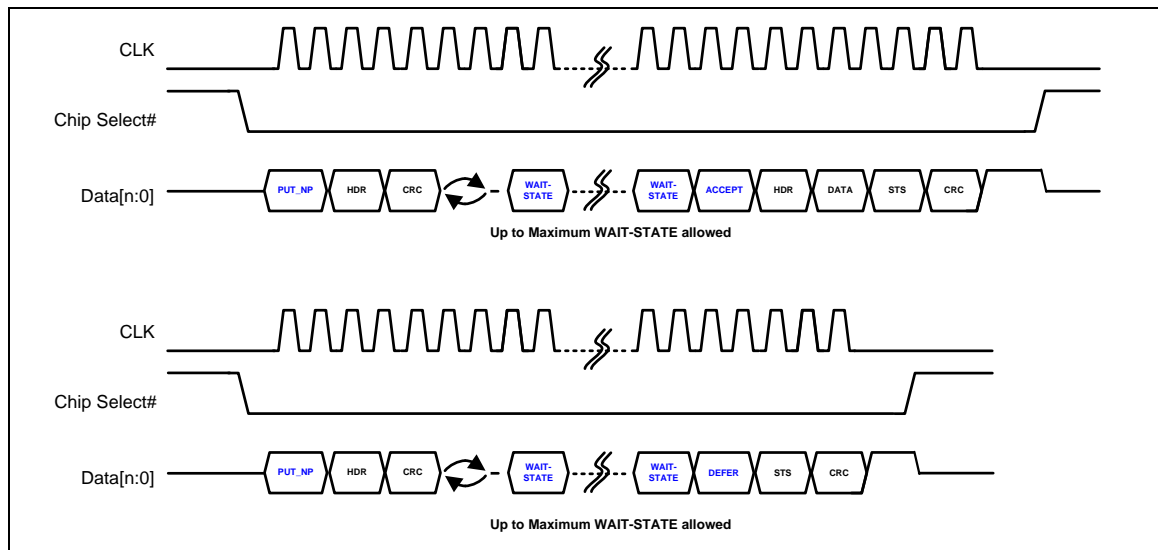 CLK
Chip Select#
Data[n:0]
PUT_NP HDR CRC WAIT-STATE WAIT-STATE ACCEPT HDR DATA STS CRC
Up to Maximum WAIT-STATE allowed
CLK
Chip Select#
Data[n:0]
PUT_NP HDR CRC WAIT-STATE WAIT-STATE DEFER STS CRC
Up to Maximum WAIT-STATE allowed